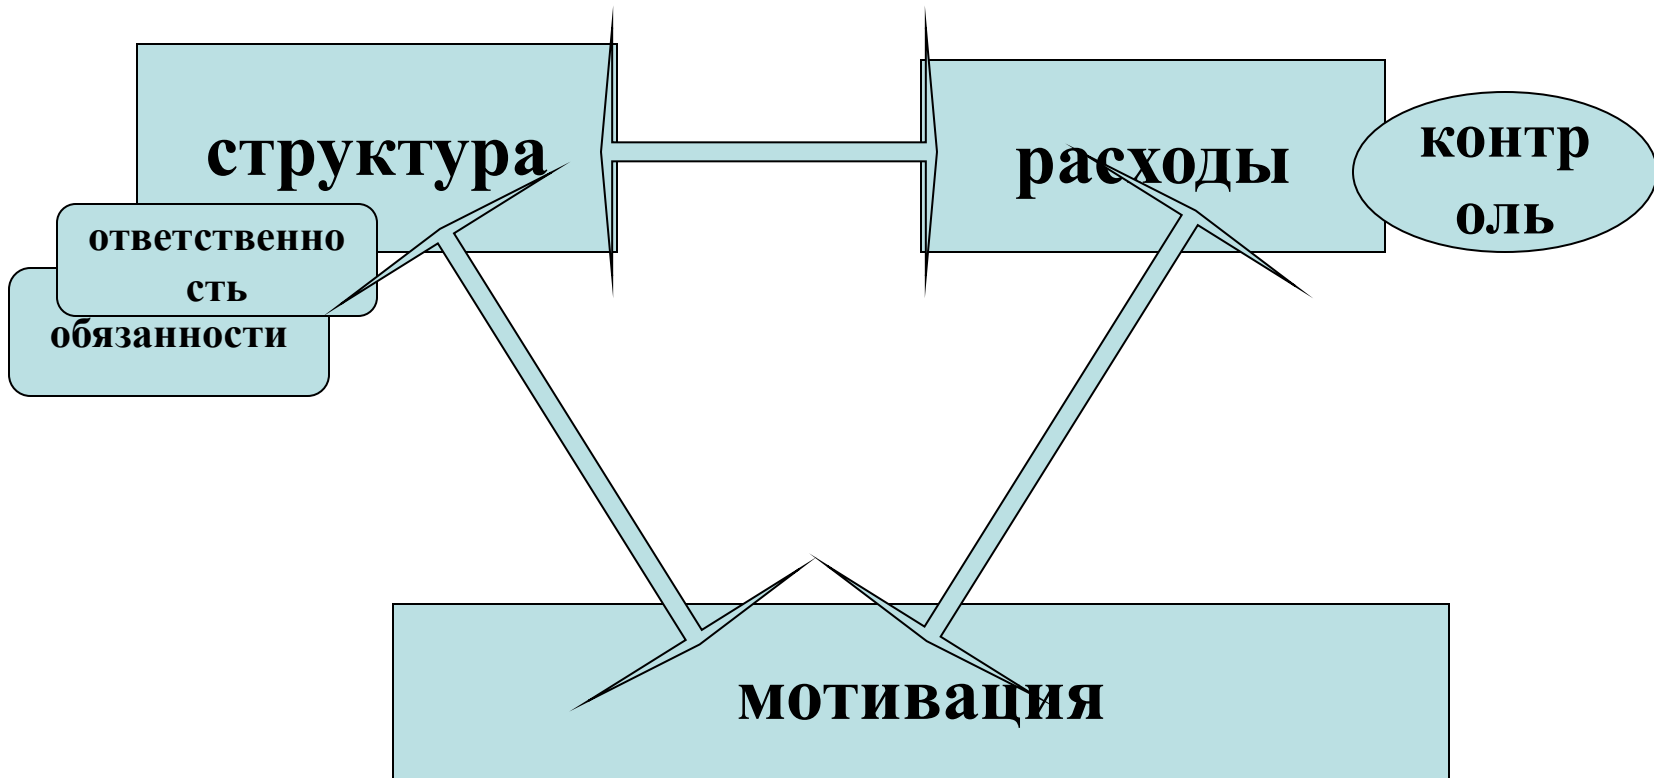 структура
расходы
контр
оль
ответственно
сть
обязанности
мотивация